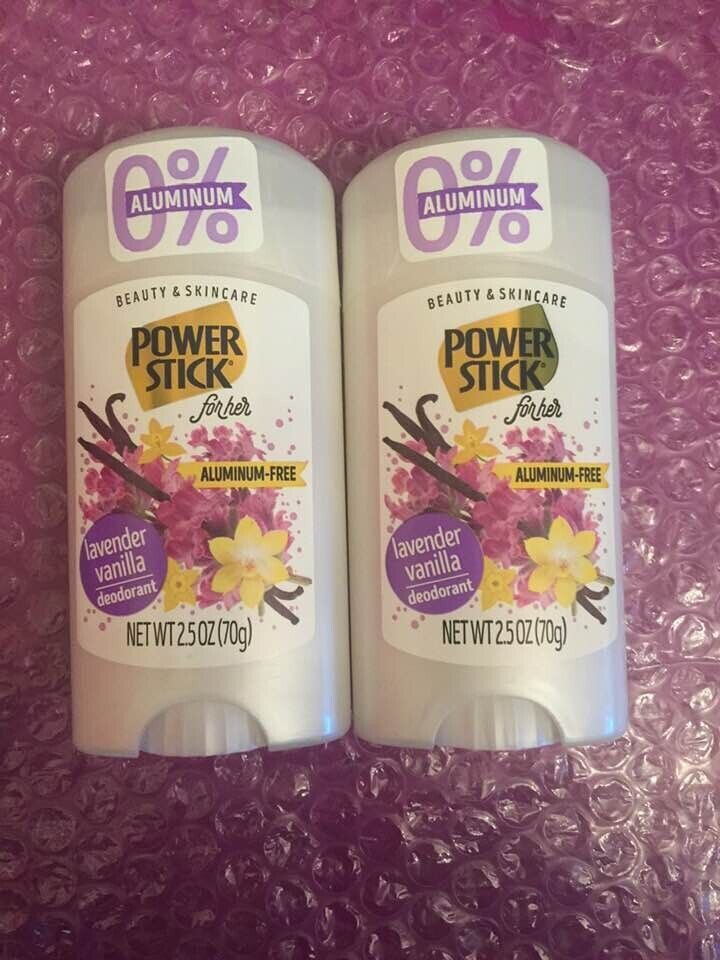 0%
ALUMINUM
BEAUTY & SKINCARE
POWER
STICK®
for her
ALUMINUM-FREE
lavender
vanilla
deodorant
NET WT 2.5 OZ (70g)
0%
ALUMINUM
BEAUTY & SKINCARE
POWER
STICK®
for her
ALUMINUM-FREE
lavender
vanilla
deodorant
NET WT 2.5 OZ (70g)